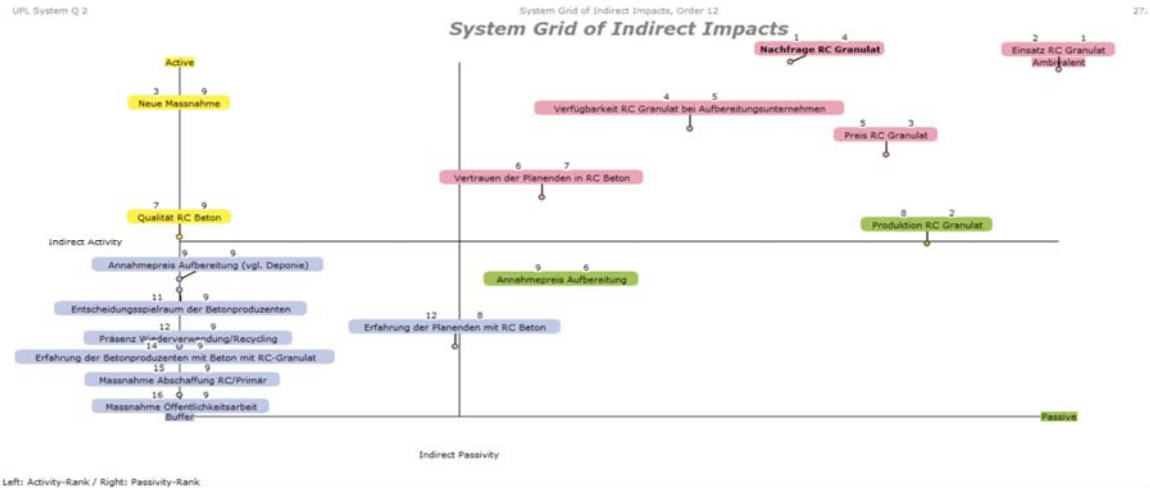 UPL System Q 2 System Grid of Indirect Impacts, Order 12 27.
System Grid of Indirect Impacts
1 4
Nachfrage RC Granulat
2 1
Einsatz RC Granulat
Active
Ambivalent
3 9
Neue Massnahme
4 5
Verfügbarkeit RC Granulat bei Aufbereitungsunternehmen
5 3
Preis RC Granulat
6 7
Vertrauen der Planenden in RC Beton
7 9
Qualität RC Beton
8 2
Produktion RC Granulat
Indirect Activity
9 9
Annahmepreis Aufbereitung (vgl. Deponie)
9 6
Annahmepreis Aufbereitung
11 9
Entscheidungsspielraum der Betonproduzenten
12 8
Erfahrung der Planenden mit RC Beton
12 9
Präsenz Wiederverwendung/Recycling
14 9
Erfahrung der Betonproduzenten mit Beton mit RC-Granulat
15 9
Massnahme Abschaffung RC/Primär
16 9
Massnahme Öffentlichkeitsarbeit
Buffer
Passive
Indirect Passivity
Left: Activity-Rank / Right: Passivity-Rank